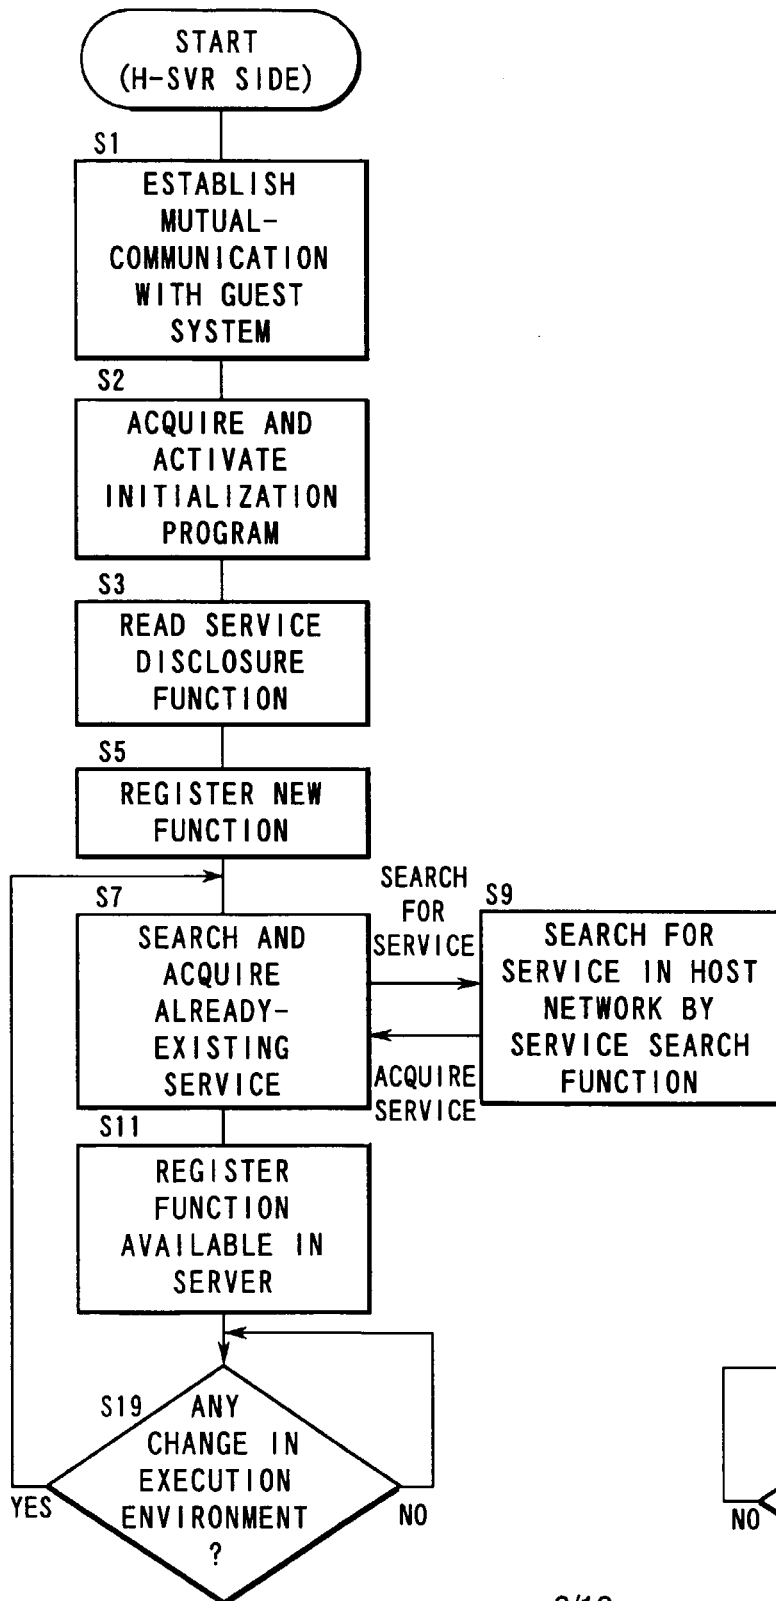 START
(H-SVR SIDE)
S1
ESTABLISH
MUTUAL-
COMMUNICATION
WITH GUEST
SYSTEM
S2
ACQUIRE AND
ACTIVATE
INITIALIZATION
PROGRAM
S3
READ SERVICE
DISCLOSURE
FUNCTION
S5
REGISTER NEW
FUNCTION
S7
SEARCH AND
ACQUIRE
ALREADY-
EXISTING
SERVICE
SEARCH
FOR
SERVICE
ACQUIRE
SERVICE
S9
SEARCH FOR
SERVICE IN HOST
NETWORK BY
SERVICE SEARCH
FUNCTION
S11
REGISTER
FUNCTION
AVAILABLE IN
SERVER
S19
ANY
CHANGE IN
EXECUTION
ENVIRONMENT
?
YES
NO
NO